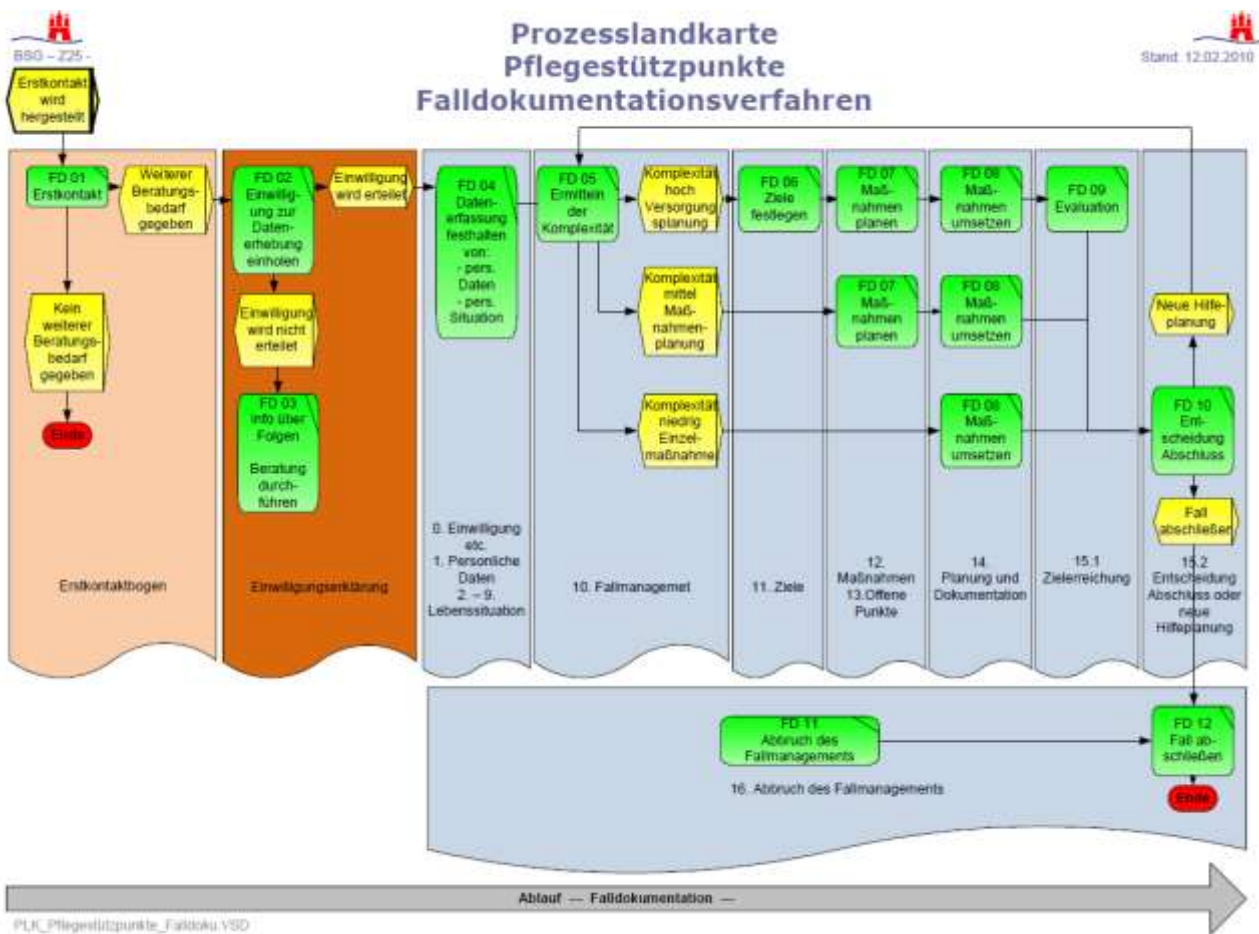 Prozesslandkarte
Pflegestützpunkte
Falldokumentationsverfahren
BSG – Z25 -
Stand: 12.02.2010
Erstkontakt
wird
hergestellt
FD 01
Erstkontakt
Weiterer
Beratungs-
bedarf
gegeben
Kein
weiterer
Beratungs-
bedarf
gegeben
Ende
Erstkontaktbogen
FD 02
Einwillig-
ung zur
Daten-
erhebung
einholen
Einwilligung
wird erteilet
Einwilligung
wird nicht
erteilet
FD 03
Info über
Folgen
Beratung
durch-
führen
Einwilligungserklärung
FD 04
Daten-
erfassung
festhalten
von:
- pers.
Daten
- pers.
Situation
0. Einwilligung
etc.
1. Persönliche
Daten
2. – 9.
Lebenssituation
FD 05
Ermitteln
der
Komplexität
Komplexität
hoch
Versorgung
splanung
Komplexität
mittel
Maß-
nahmen-
planung
Komplexität
niedrig
Einzel-
maßnahme
10. Fallmanagemet
FD 06
Ziele
festlegen
11. Ziele
FD 07
Maß-
nahmen
planen
FD 07
Maß-
nahmen
planen
12.
Maßnahmen
13.Offene
Punkte
FD 08
Maß-
nahmen
umsetzen
FD 08
Maß-
nahmen
umsetzen
FD 08
Maß-
nahmen
umsetzen
14.
Planung und
Dokumentation
FD 09
Evaluation
15.1
Zielerreichung
Neue Hilfe-
planung
FD 10
Ent-
scheidung
Abschluss
Fall
abschließen
15.2
Entscheidung
Abschluss oder
neue
Hilfeplanung
FD 11
Abbruch des
Fallmanagements
16. Abbruch des Fallmanagements
FD 12
Fall ab-
schließen
Ende
Ablauf --- Falldokumentation ---
PLK_Pflegestützpunkte_Falldoku.VSD